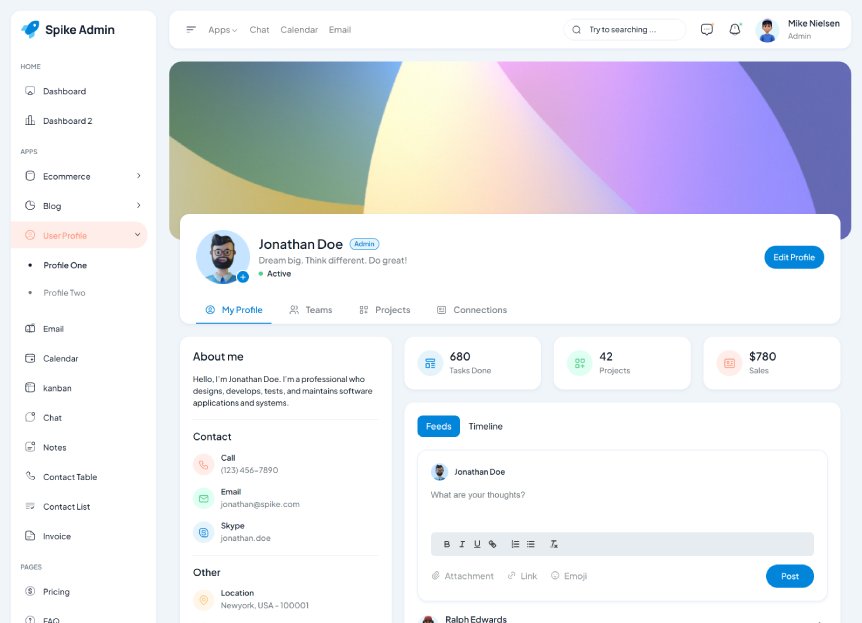 Spike Admin
HOME
Dashboard
Dashboard 2
APPS
Ecommerce
Blog
User Profile
Profile One
Profile Two
Email
Calendar
kanban
Chat
Notes
Contact Table
Contact List
Invoice
PAGES
Pricing
FAQ
Apps Chat Calendar Email
Try to searching ...
Mike Nielsen
Admin
Jonathan Doe Admin
Dream big. Think different. Do great!
Active
Edit Profile
My Profile Teams Projects Connections
About me
Hello, I'm Jonathan Doe. I'm a professional who
designs, develops, tests, and maintains software
applications and systems.
Contact
Call
(123) 456-7890
Email
jonathan@spike.com
Skype
jonathan.doe
Other
Location
Newyork, USA - 100001
680
Tasks Done
42
Projects
$780
Sales
Feeds Timeline
Jonathan Doe
What are your thoughts?
B I U
Attachment Link Emoji
Post
Ralph Edwards